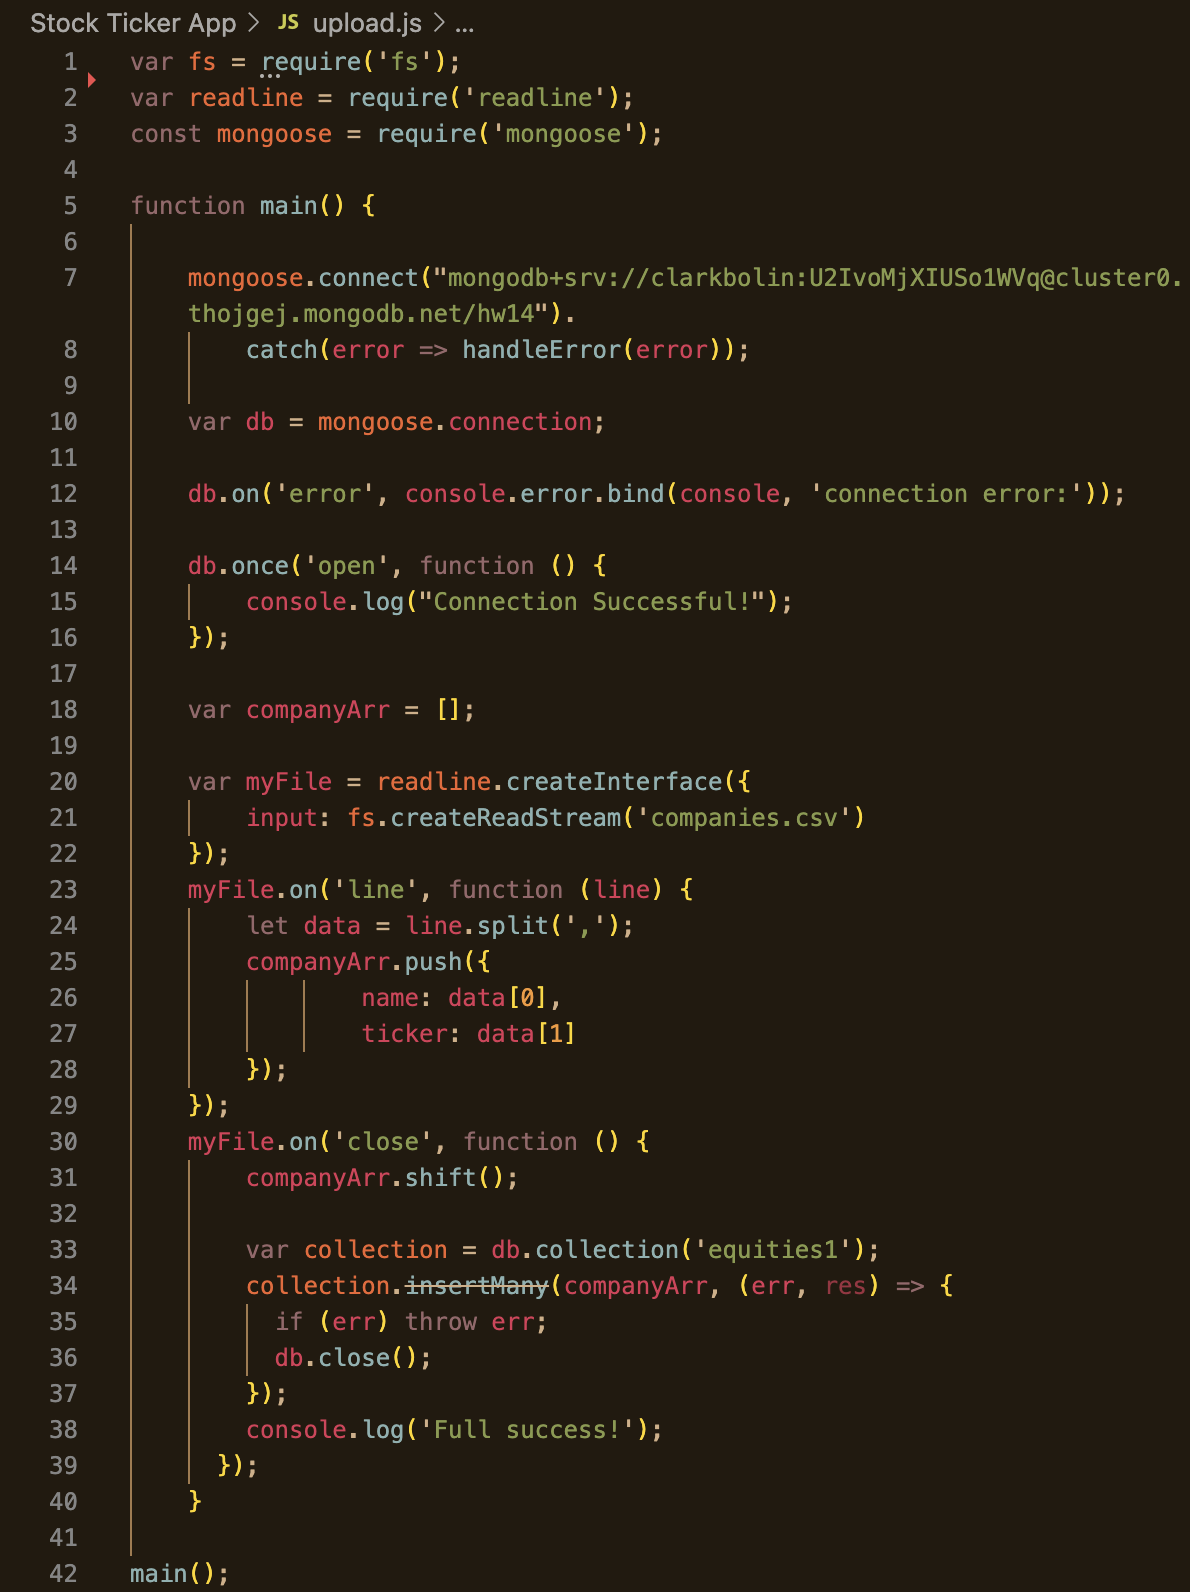 Stock Ticker App > JS upload.js > ...
1 var fs = require('fs');
2 var readline = require('readline');
3 const mongoose = require('mongoose');
4
5 function main() {
6
7 mongoose.connect("mongodb+srv://clarkbolin:U2IvoMjXIUSo1WVq@cluster0.
thojgej.mongodb.net/hw14").
8 catch(error => handleError(error));
9
10 var db = mongoose.connection;
11
12 db.on('error', console.error.bind(console, 'connection error:'));
13
14 db.once('open', function () {
15 console.log("Connection Successful!");
16 });
17
18 var companyArr = [];
19
20 var myFile = readline.createInterface({
21 input: fs.createReadStream('companies.csv')
22 });
23 myFile.on('line', function (line) {
24 let data = line.split(',');
25 companyArr.push({
26 name: data[0],
27 ticker: data[1]
28 });
29 });
30 myFile.on('close', function () {
31 companyArr.shift();
32
33 var collection = db.collection('equities1');
34 collection.insertMany(companyArr, (err, res) => {
35 if (err) throw err;
36 db.close();
37 });
38 console.log('Full success!');
39 });
40 }
41
42 main();